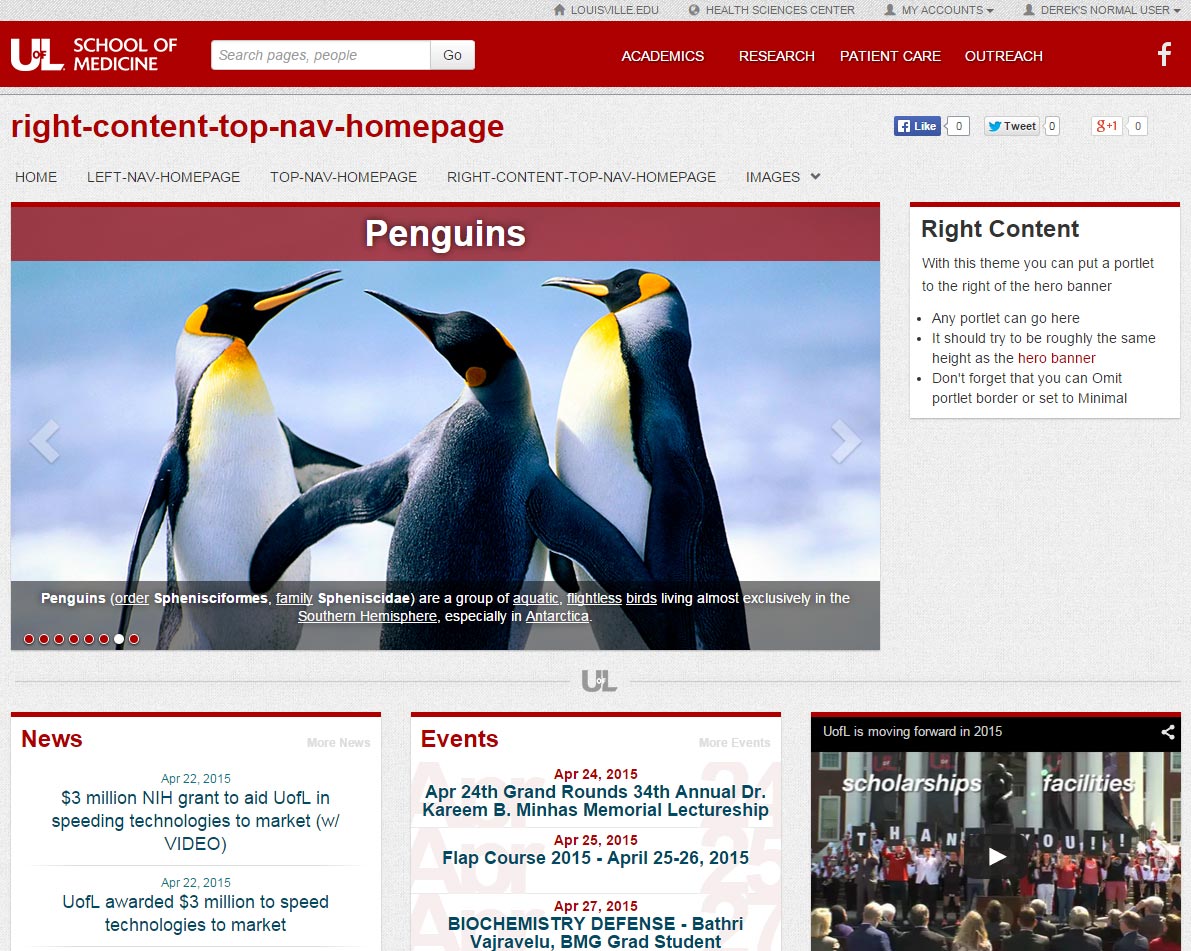 LOUISVILLE.EDU HEALTH SCIENCES CENTER MY ACCOUNTS DEREK'S NORMAL USER
UofL SCHOOL OF
MEDICINE
Search pages, people Go
ACADEMICS RESEARCH PATIENT CARE OUTREACH
f
right-content-top-nav-homepage
f Like 0 Tweet 0 g+1 0
HOME LEFT-NAV-HOMEPAGE TOP-NAV-HOMEPAGE RIGHT-CONTENT-TOP-NAV-HOMEPAGE IMAGES
Penguins
Penguins (order Sphenisciformes, family Spheniscidae) are a group of aquatic, flightless birds living almost exclusively in the
Southern Hemisphere, especially in Antarctica.
Right Content
With this theme you can put a portlet
to the right of the hero banner
• Any portlet can go here
• It should try to be roughly the same
height as the hero banner
• Don't forget that you can Omit
portlet border or set to Minimal
UofL
News More News
Apr 22, 2015
$3 million NIH grant to aid UofL in
speeding technologies to market (w/
VIDEO)
Apr 22, 2015
UofL awarded $3 million to speed
technologies to market
Events More Events
Apr 24
Apr 24, 2015
Apr 24th Grand Rounds 34th Annual Dr.
Kareem B. Minhas Memorial Lectureship
Apr 25
Apr 25, 2015
Flap Course 2015 - April 25-26, 2015
Apr 27
Apr 27, 2015
BIOCHEMISTRY DEFENSE - Bathri
Vajravelu, BMG Grad Student
UofL is moving forward in 2015
scholarships facilities
THANK YOU!!